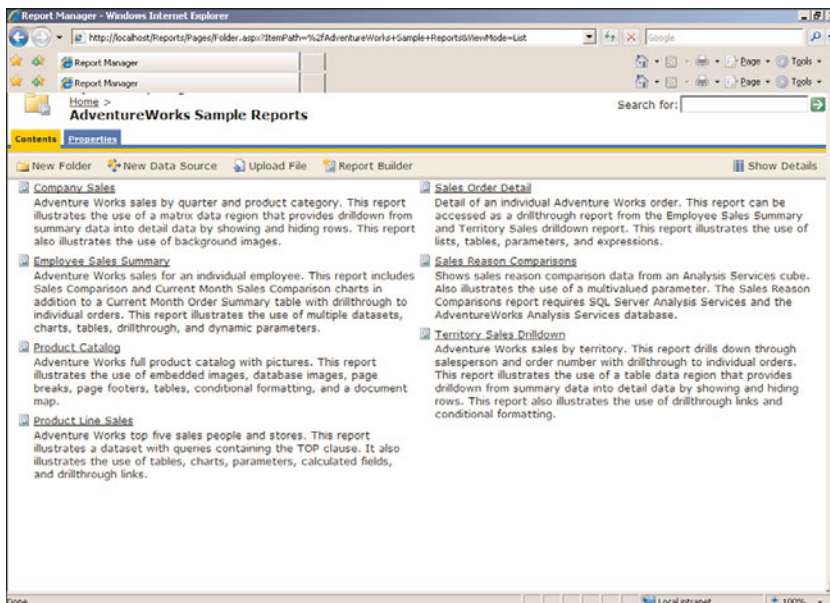 Report Manager - Windows Internet Explorer
http://localhost/Reports/Pages/Folder.aspx?ItemPath=%2fAdventureWorks+Sample+Reports&ViewMode=List
Google
Report Manager
Page
Tools
Report Manager
Page
Tools
Home >
AdventureWorks Sample Reports
Search for:
Contents
Properties
New Folder
New Data Source
Upload File
Report Builder
Show Details
Company Sales
Adventure Works sales by quarter and product category. This report
illustrates the use of a matrix data region that provides drilldown from
summary data into detail data by showing and hiding rows. This report
also illustrates the use of background images.
Employee Sales Summary
Adventure Works sales for an individual employee. This report includes
Sales Comparison and Current Month Sales Comparison charts in
addition to a Current Month Order Summary table with drillthrough to
individual orders. This report illustrates the use of multiple datasets,
charts, tables, drillthrough, and dynamic parameters.
Product Catalog
Adventure Works full product catalog with pictures. This report
illustrates the use of embedded images, database images, page
breaks, page footers, tables, conditional formatting, and a document
map.
Product Line Sales
Adventure Works top five sales people and stores. This report
illustrates a dataset with queries containing the TOP clause. It also
illustrates the use of tables, charts, parameters, calculated fields,
and drillthrough links.
Sales Order Detail
Detail of an individual Adventure Works order. This report can be
accessed as a drillthrough report from the Employee Sales Summary
and Territory Sales drilldown report. This report illustrates the use of
lists, tables, parameters, and expressions.
Sales Reason Comparisons
Shows sales reason comparison data from an Analysis Services cube.
Also illustrates the use of a multivalued parameter. The Sales Reason
Comparisons report requires SQL Server Analysis Services and the
AdventureWorks Analysis Services database.
Territory Sales Drilldown
Adventure Works sales by territory. This report drills down through
salesperson and order number with drillthrough to individual orders.
This report illustrates the use of a table data region that provides
drilldown from summary data into detail data by showing and hiding
rows. This report also illustrates the use of drillthrough links and
conditional formatting.
Done
Local intranet
100%